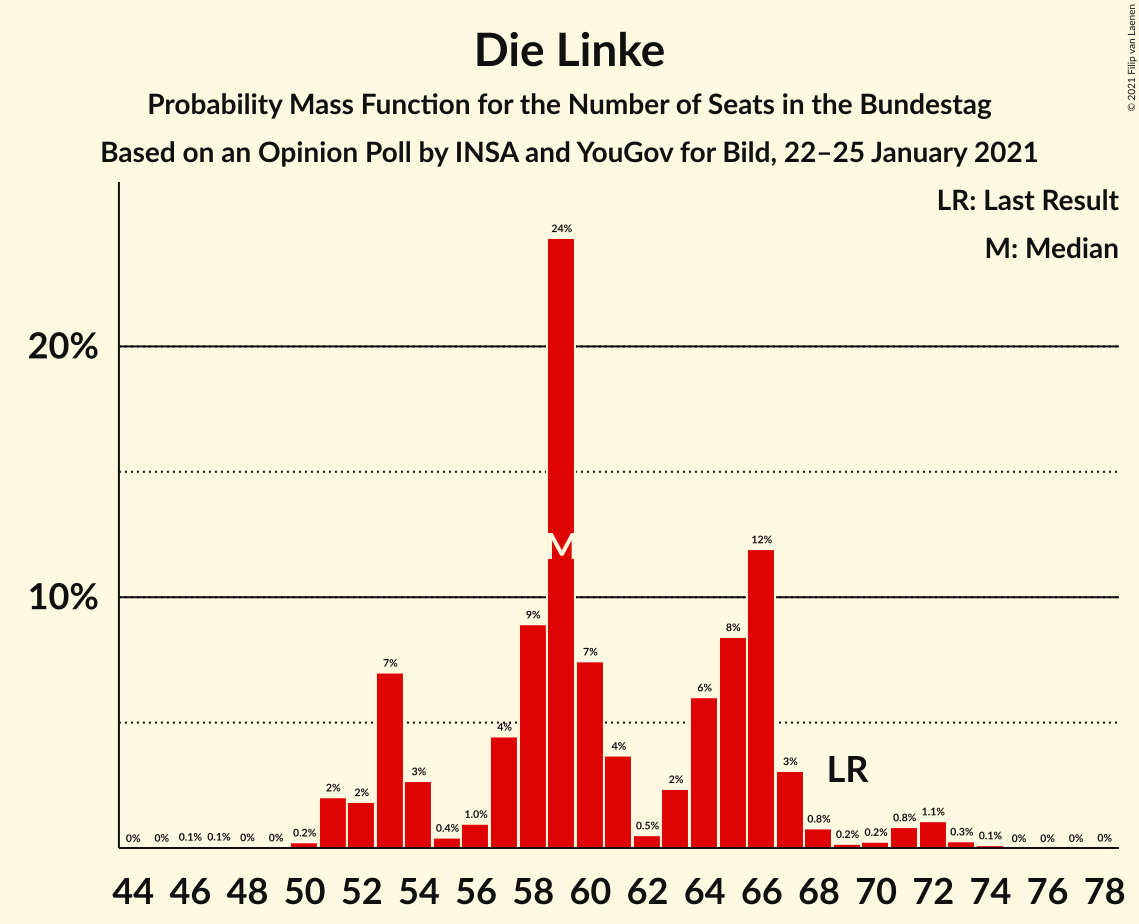 Die Linke
Probability Mass Function for the Number of Seats in the Bundestag
Based on an Opinion Poll by INSA and YouGov for Bild, 22–25 January 2021
© 2021 Filip van Laenen
LR: Last Result
M: Median
20%
10%
0% 0% 0.1% 0.1% 0% 0% 0.2% 2% 2% 7% 3% 0.4% 1.0% 4% 9% 24% 7% 4% 0.5% 2% 6% 8% 12% 3% 0.8% 0.2% 0.2% 0.8% 1.1% 0.3% 0.1% 0% 0% 0% 0%
M
LR
44 46 48 50 52 54 56 58 60 62 64 66 68 70 72 74 76 78